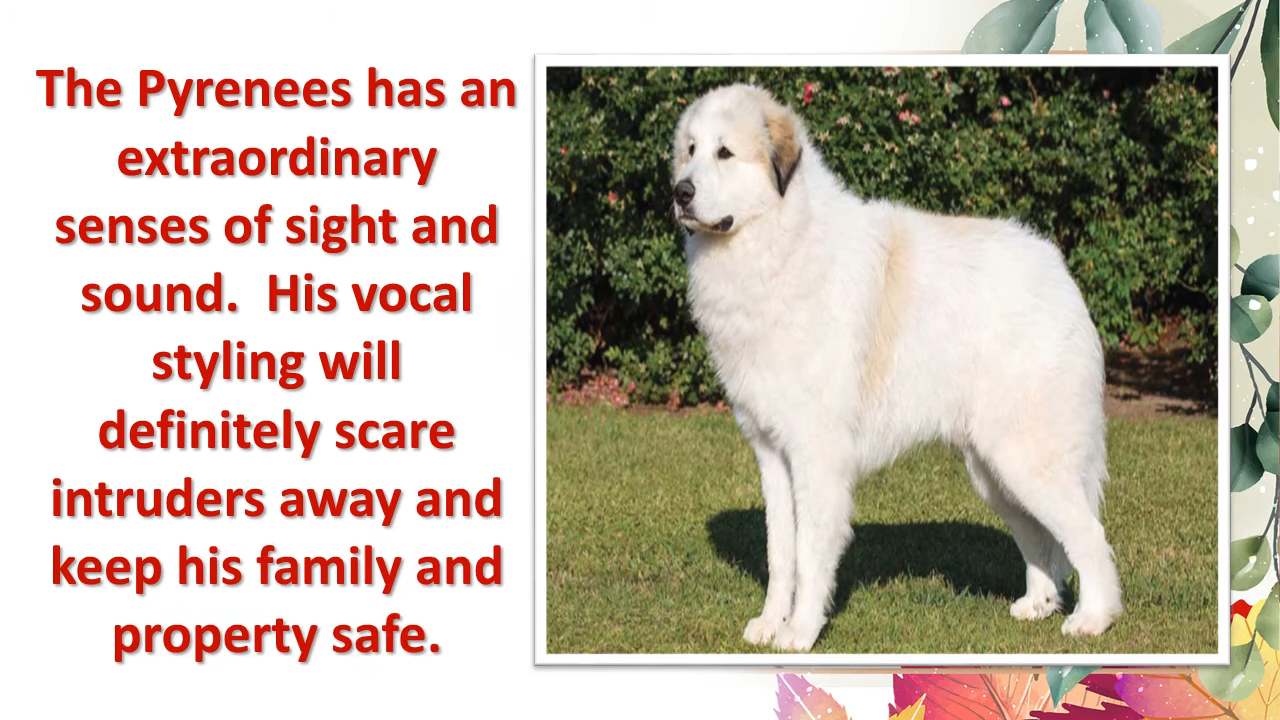 The Pyrenees has an
extraordinary
senses of sight and
sound.  His vocal
styling will
definitely scare
intruders away and
keep his family and
property safe.